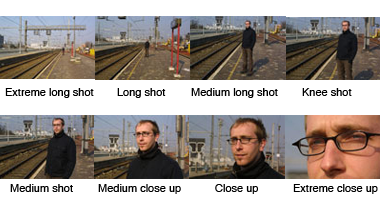 Extreme long shot
Long shot
Medium long shot
Knee shot
Medium shot
Medium close up
Close up
Extreme close up